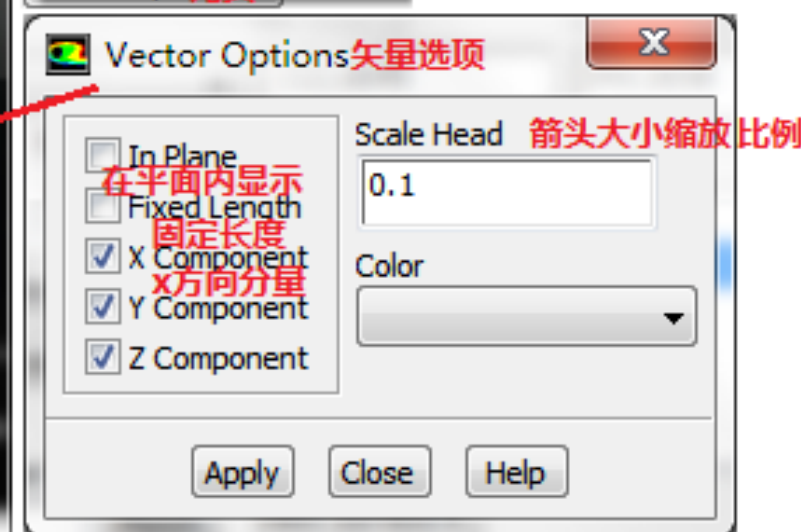 Vector Options矢量选项
In Plane
在平面内显示
Fixed Length
固定长度
X Component
x方向分量
Y Component
Z Component
Scale Head 箭头大小缩放比例
0.1
Color
Apply Close Help